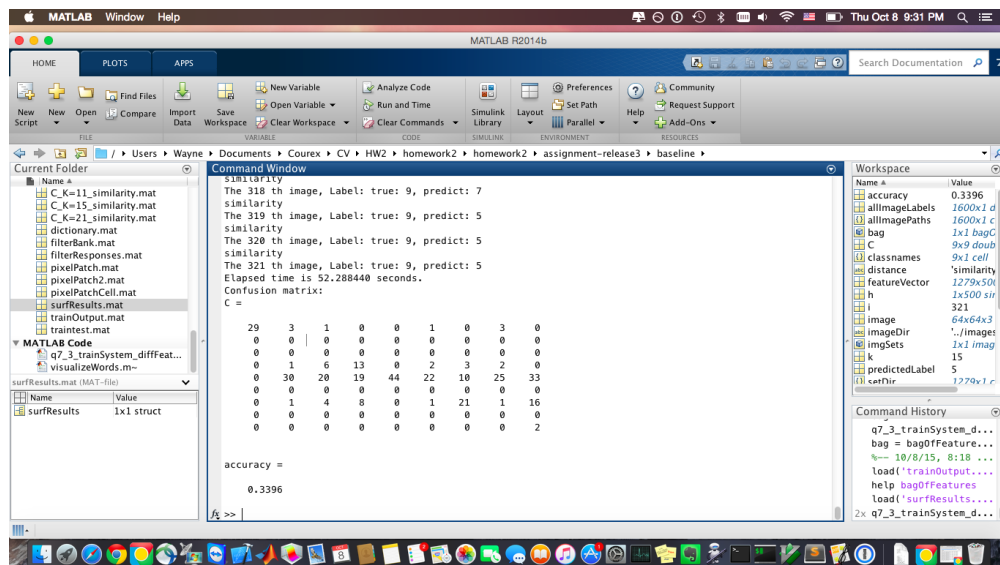 MATLAB Window Help Thu Oct 8 9:31 PM
MATLAB R2014b
HOME PLOTS APPS Search Documentation
New Script New Open Find Files Compare Import Data Save Workspace New Variable Open Variable Clear Workspace Analyze Code Run and Time Clear Commands Simulink Library Layout Preferences Set Path Parallel Help Community Request Support Add-Ons
FILE VARIABLE CODE SIMULINK ENVIRONMENT RESOURCES
/ Users Wayne Documents Courex CV HW2 homework2 homework2 assignment-release3 baseline
Current Folder
Name
C_K=11_similarity.mat
C_K=15_similarity.mat
C_K=21_similarity.mat
dictionary.mat
filterBank.mat
filterResponses.mat
pixelPatch.mat
pixelPatch2.mat
pixelPatchCell.mat
surfResults.mat
trainOutput.mat
traintest.mat
MATLAB Code
q7_3_trainSystem_diffFeat...
visualizeWords.m~
surfResults.mat (MAT-file)
Name Value
surfResults 1x1 struct
Command Window
similarity
The 318 th image, Label: true: 9, predict: 7
similarity
The 319 th image, Label: true: 9, predict: 5
similarity
The 320 th image, Label: true: 9, predict: 5
similarity
The 321 th image, Label: true: 9, predict: 5
Elapsed time is 52.288440 seconds.
Confusion matrix:
C =
29 3 1 0 0 1 0 3 0
0 0 0 0 0 0 0 0 0
0 0 0 0 0 0 0 0 0
0 1 6 13 0 2 3 2 0
0 30 20 19 44 22 10 25 33
0 0 0 0 0 0 0 0 0
0 1 4 8 0 1 21 1 16
0 0 0 0 0 0 0 0 0
0 0 0 0 0 0 0 0 2
accuracy =
0.3396
fx >>
Workspace
Name Value
accuracy 0.3396
allImageLabels 1600x1 d
allImagePaths 1600x1 c
bag 1x1 bagO
C 9x9 doub
classnames 9x1 cell
distance 'similarity
featureVector 1279x500
h 1x500 sin
i 321
image 64x64x3
imageDir '../images
imgSets 1x1 imag
k 15
predictedLabel 5
setDir 1279x1 c
Command History
q7_3_trainSystem_d...
bag = bagOfFeature...
%-- 10/8/15, 8:18 ...
load('trainOutput....
help bagOfFeatures
load('surfResults....
2x q7_3_trainSystem_d...